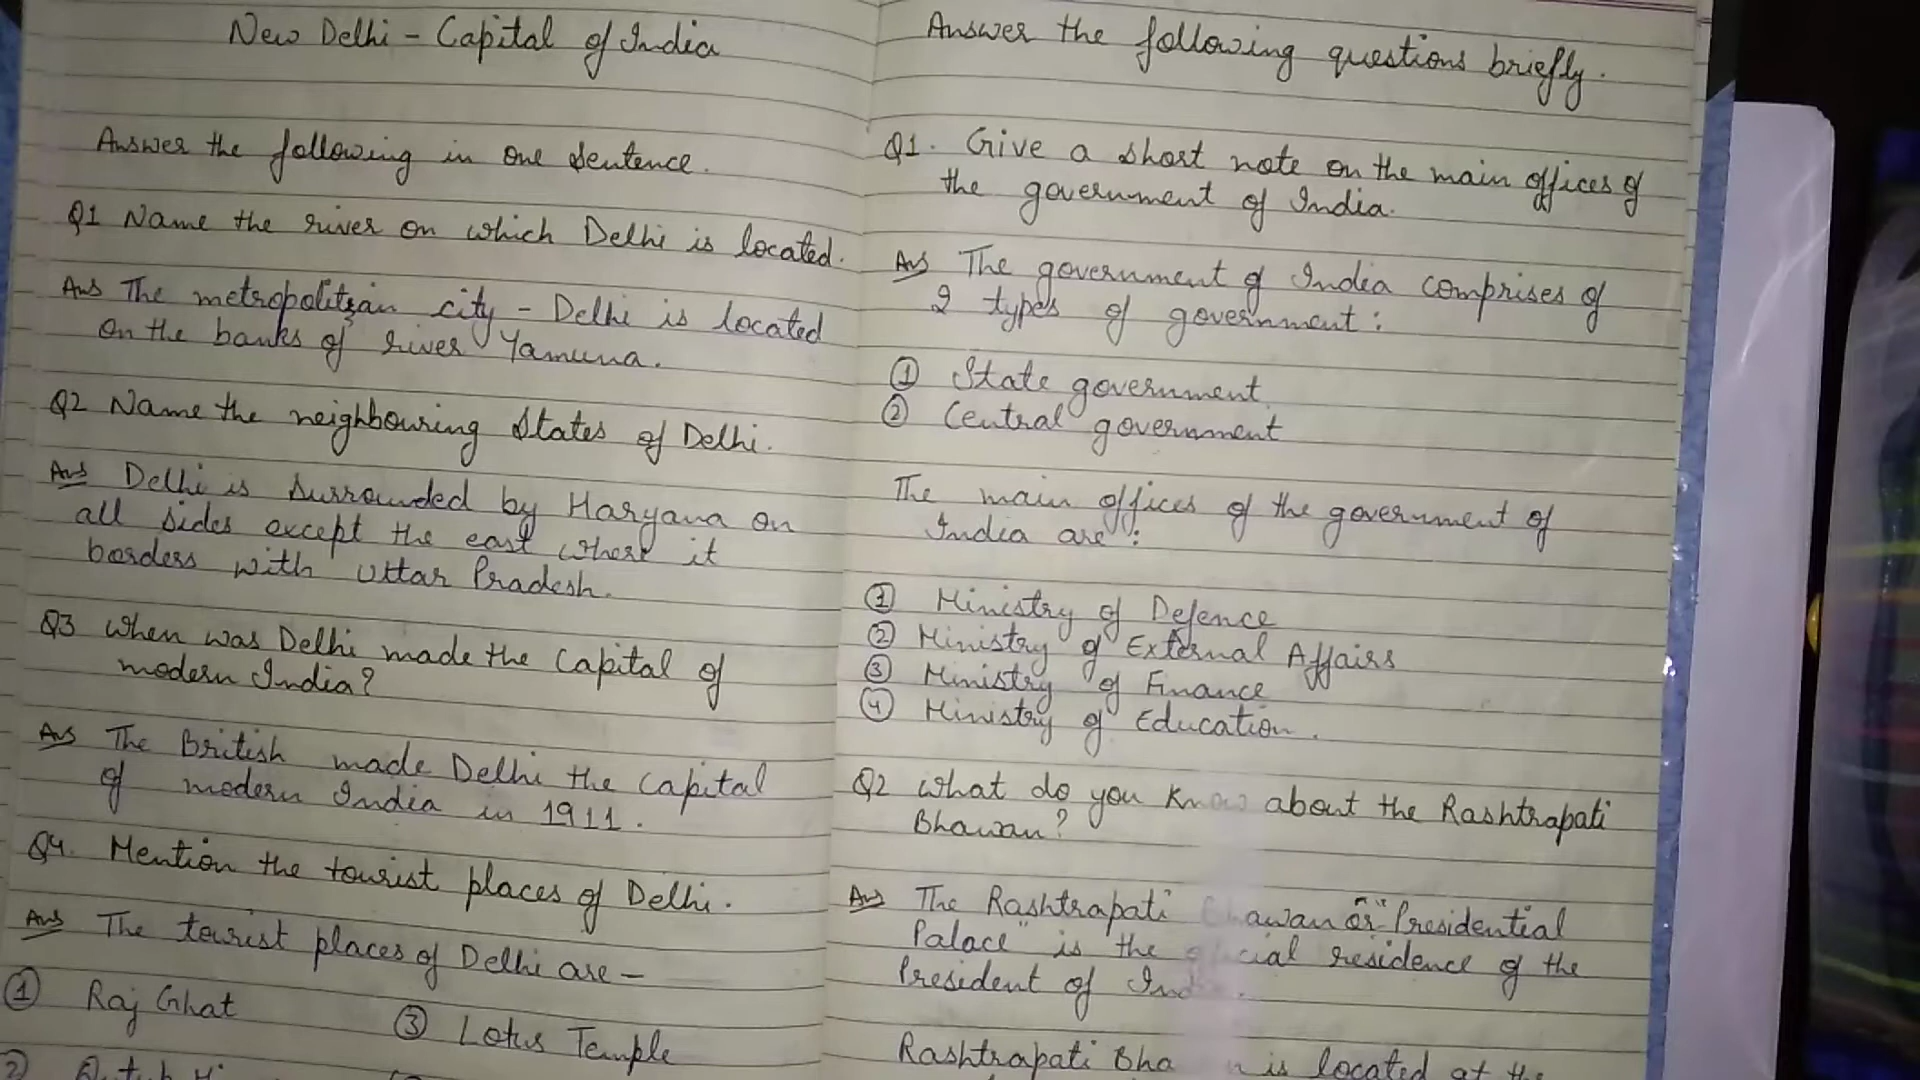 New Delhi - Capital of India
Answer the following in one sentence.
Q1 Name the river on which Delhi is located.
Ans The metropolitan city - Delhi is located
on the banks of river Yamuna.
Q2 Name the neighbouring States of Delhi.
Ans Delhi is surrounded by Haryana on
all sides except the east where it
borders with Uttar Pradesh.
Q3 When was Delhi made the capital of
modern India?
Ans The British made Delhi the capital
of modern India in 1911.
Q4. Mention the tourist places of Delhi.
Ans The tourist places of Delhi are -
① Raj Ghat
③ Lotus Temple
②
Answer the following questions briefly.
Q1. Give a short note on the main offices of
the government of India.
Ans The government of India comprises of
2 types of government:
① State government
② Central government
The main offices of the government of
India are:
① Ministry of Defence
② Ministry of External Affairs
③ Ministry of Finance
④ Ministry of Education.
Q2 What do you know about the Rashtrapati
Bhawan?
Ans The Rashtrapati Bhawan or "Presidential
Palace" is the official residence of the
President of India.
Rashtrapati is located at the